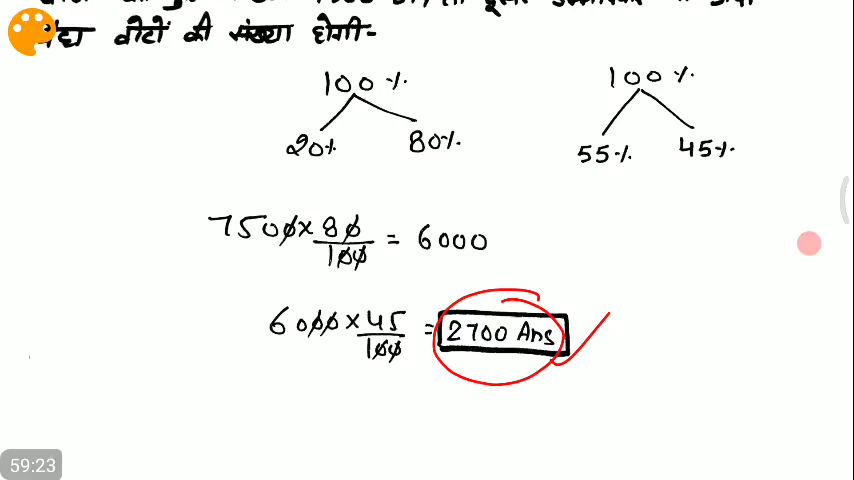 वैद्य वोटों की संख्या होगी-
100% 100%
20% 80% 55% 45%
7500 × 80/100 = 6000
6000 × 45/100 = 2700 Ans
59:23